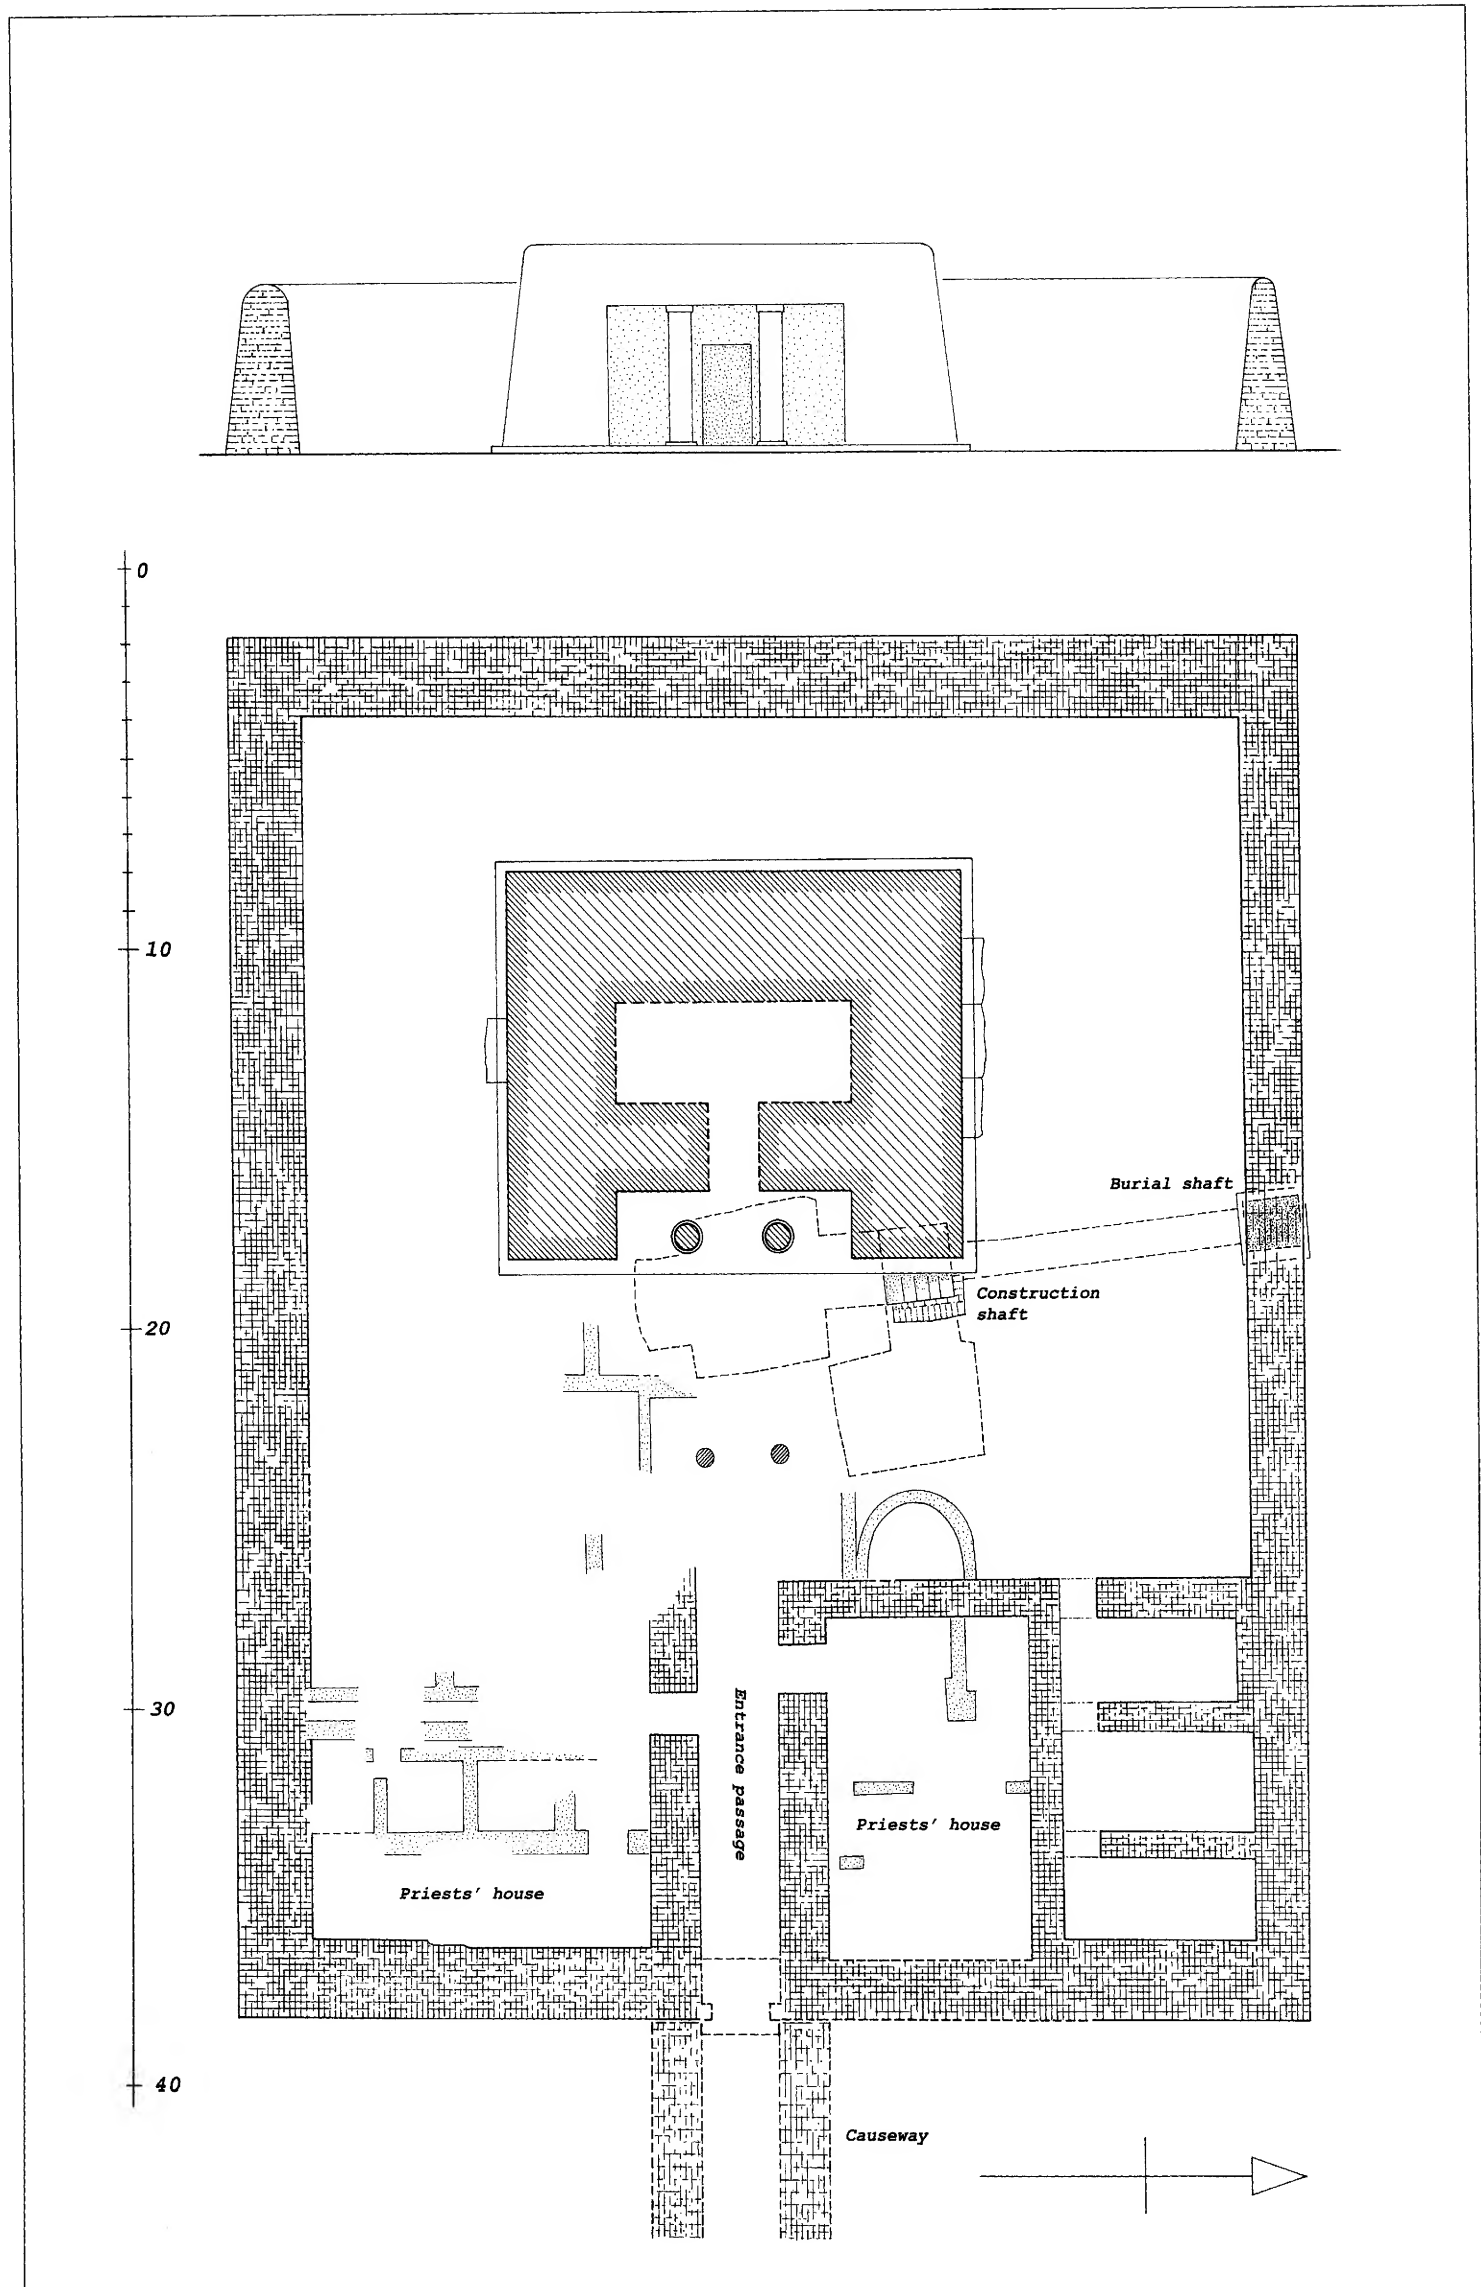 0
10
Burial shaft
Construction
shaft
20
30
Entrance passage
Priests' house
Priests' house
40
Causeway